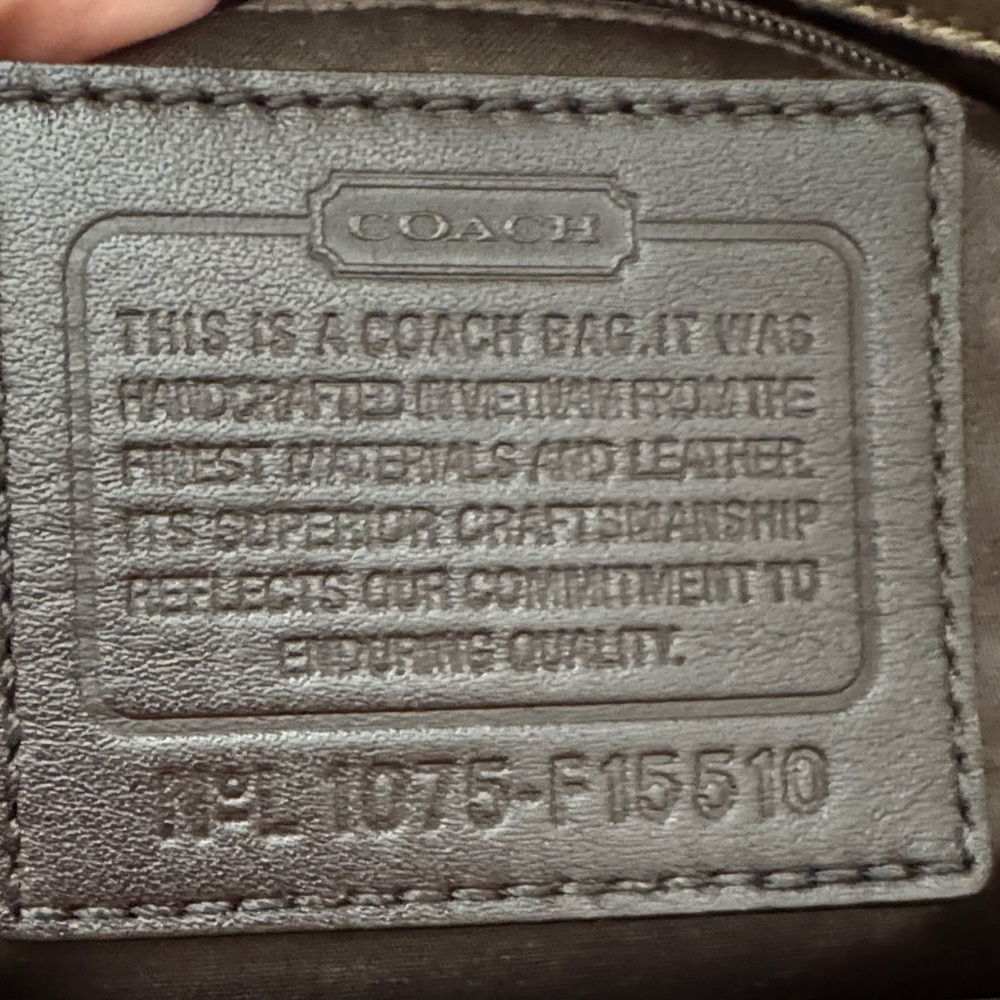 COACH
THIS IS A COACH BAG.IT WAS
HANDCRAFTED IN VIETNAM FROM THE
FINEST MATERIALS AND LEATHER.
ITS SUPERIOR CRAFTSMANSHIP
REFLECTS OUR COMMITMENT TO
ENDURING QUALITY.
NºL1075-F15510